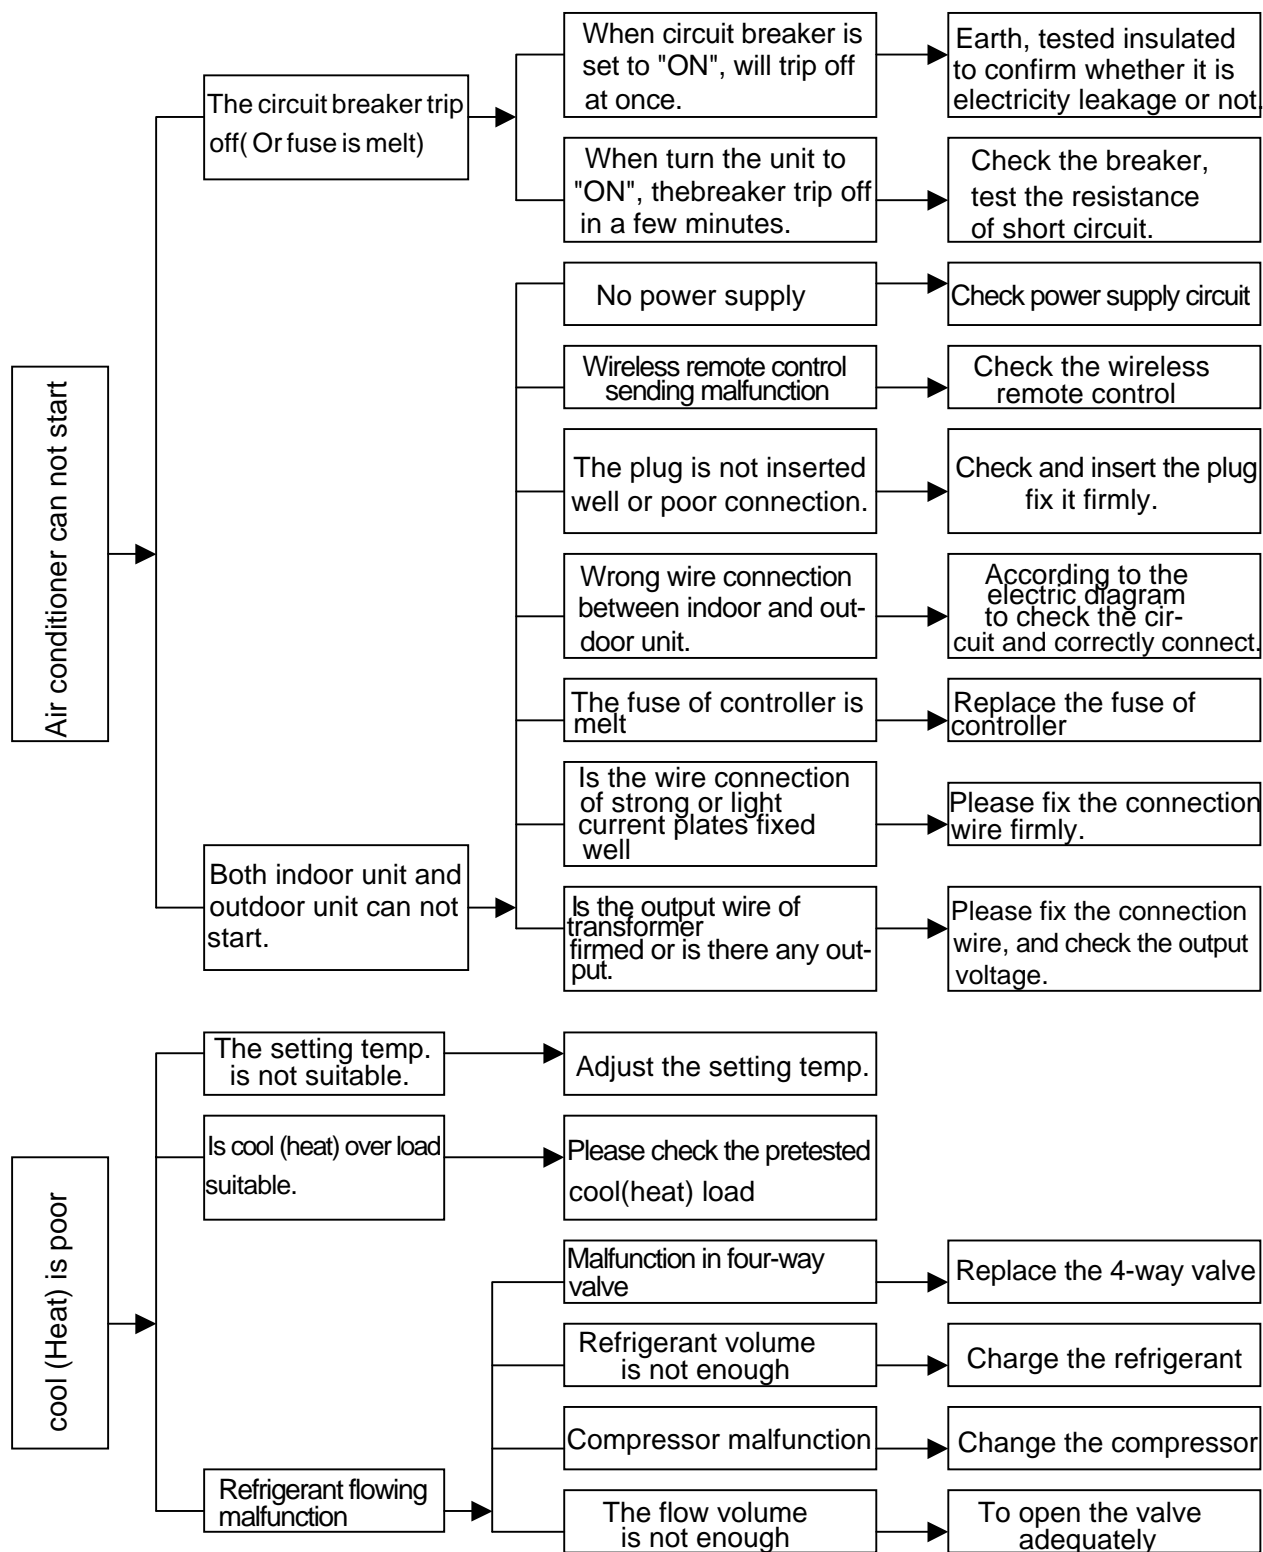 Air conditioner can not start
The circuit breaker trip
off( Or fuse is melt)
When circuit breaker is
set to "ON", will trip off
at once.
Earth, tested insulated
to confirm whether it is
electricity leakage or not.
When turn the unit to
"ON", thebreaker trip off
in a few minutes.
Check the breaker,
test the resistance
of short circuit.
Both indoor unit and
outdoor unit can not
start.
No power supply
Check power supply circuit
Wireless remote control
sending malfunction
Check the wireless
remote control
The plug is not inserted
well or poor connection.
Check and insert the plug
fix it firmly.
Wrong wire connection
between indoor and out-
door unit.
According to the
electric diagram
to check the cir-
cuit and correctly connect.
The fuse of controller is
melt
Replace the fuse of
controller
Is the wire connection
of strong or light
current plates fixed
well
Please fix the connection
wire firmly.
Is the output wire of
transformer
firmed or is there any out-
put.
Please fix the connection
wire, and check the output
voltage.
cool (Heat) is poor
The setting temp.
is not suitable.
Adjust the setting temp.
Is cool (heat) over load
suitable.
Please check the pretested
cool(heat) load
Refrigerant flowing
malfunction
Malfunction in four-way
valve
Replace the 4-way valve
Refrigerant volume
is not enough
Charge the refrigerant
Compressor malfunction
Change the compressor
The flow volume
is not enough
To open the valve
adequately